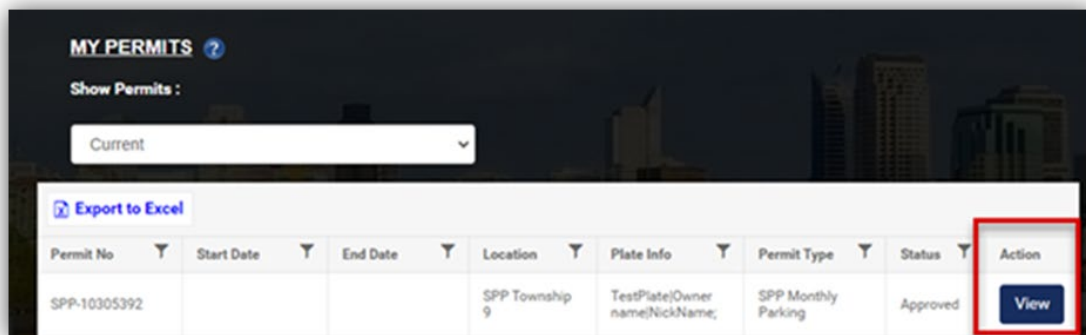 MY PERMITS ?
Show Permits :
Current
Export to Excel
Permit No Start Date End Date Location Plate Info Permit Type Status Action
SPP-10305392 SPP Township 9 TestPlate|Owner name|NickName; SPP Monthly Parking Approved View